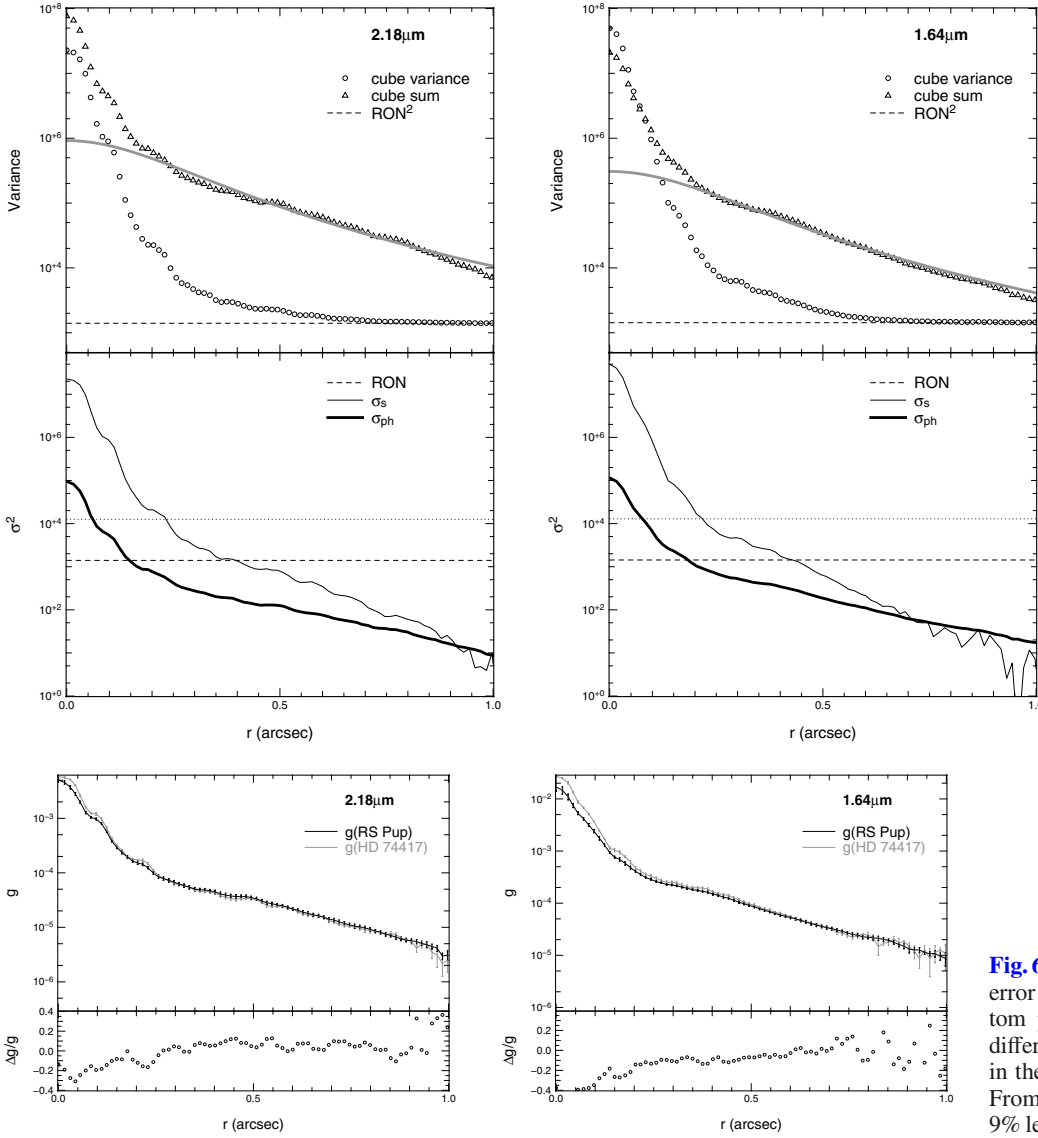 2.18μm
cube variance
cube sum
RON²
Variance
10+8
10+6
10+4
RON
σs
σph
σ²
10+6
10+4
10+2
10+0
0.0 0.5 1.0
r (arcsec)
1.64μm
cube variance
cube sum
RON²
Variance
10+8
10+6
10+4
RON
σs
σph
σ²
10+6
10+4
10+2
10+0
0.0 0.5 1.0
r (arcsec)
2.18μm
g(RS Pup)
g(HD 74417)
g
10−3
10−4
10−5
10−6
0.4
0.2
0.0
−0.2
−0.4
Δg/g
0.0 0.5 1.0
r (arcsec)
1.64μm
g(RS Pup)
g(HD 74417)
g
10−2
10−3
10−4
10−5
10−6
0.2
0.0
−0.2
−0.4
Δg/g
0.0 0.5 1.0
r (arcsec)
Fig. 6
error
tom
differ
in the
From
9% le